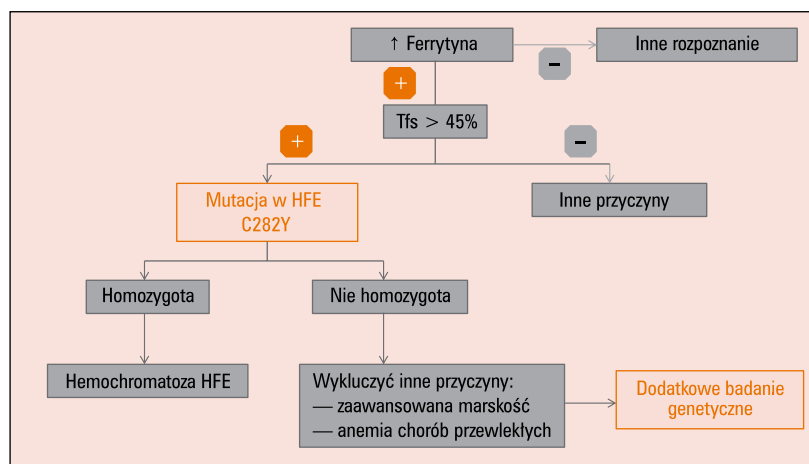 ↑ Ferrytyna
Inne rozpoznanie
−
+
Tfs > 45%
+
−
Mutacja w HFE
C282Y
Inne przyczyny
Homozygota
Nie homozygota
Hemochromatoza HFE
Wykluczyć inne przyczyny:
— zaawansowana marskość
— anemia chorób przewlekłych
Dodatkowe badanie
genetyczne